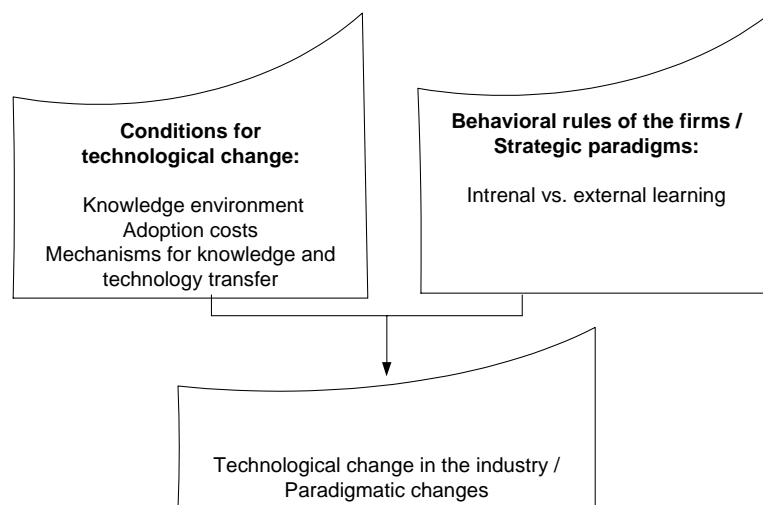 Conditions for
technological change:
Knowledge environment
Adoption costs
Mechanisms for knowledge and
technology transfer
Behavioral rules of the firms /
Strategic paradigms:
Intrenal vs. external learning
Technological change in the industry /
Paradigmatic changes